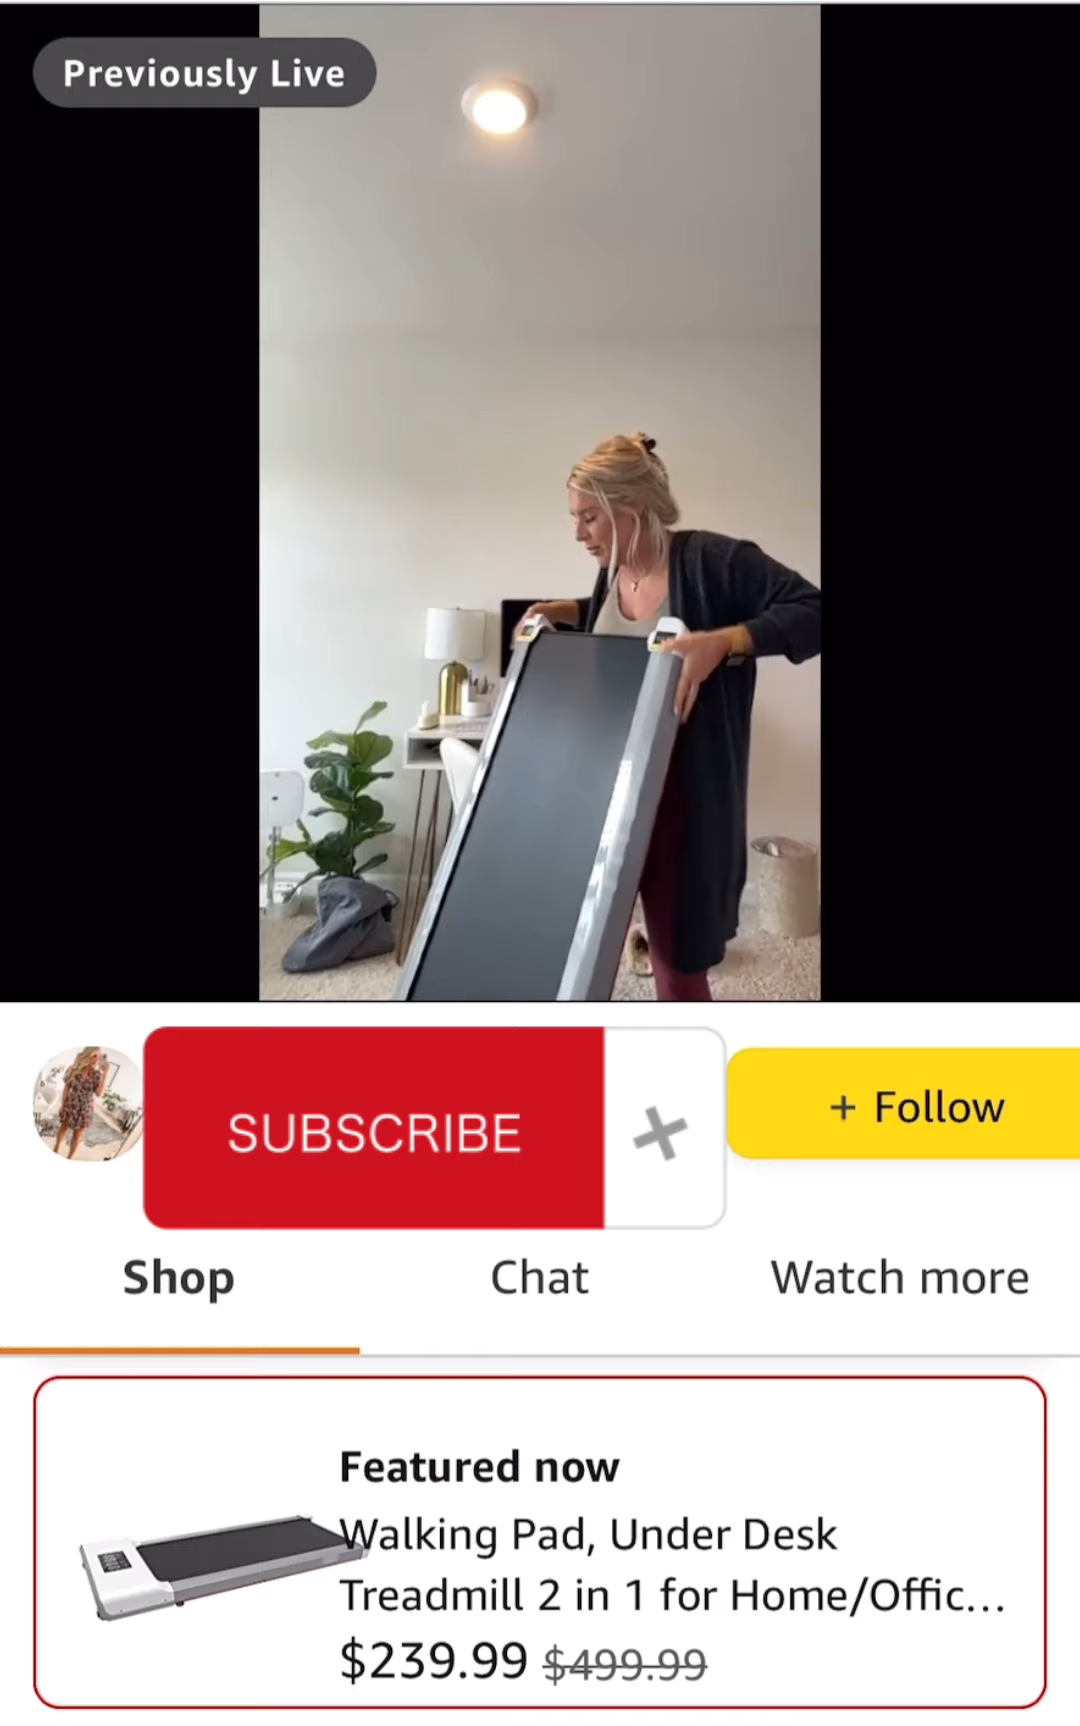 Previously Live
SUBSCRIBE
+ Follow
Shop
Chat
Watch more
Featured now
Walking Pad, Under Desk
Treadmill 2 in 1 for Home/Offic...
$239.99 $499.99